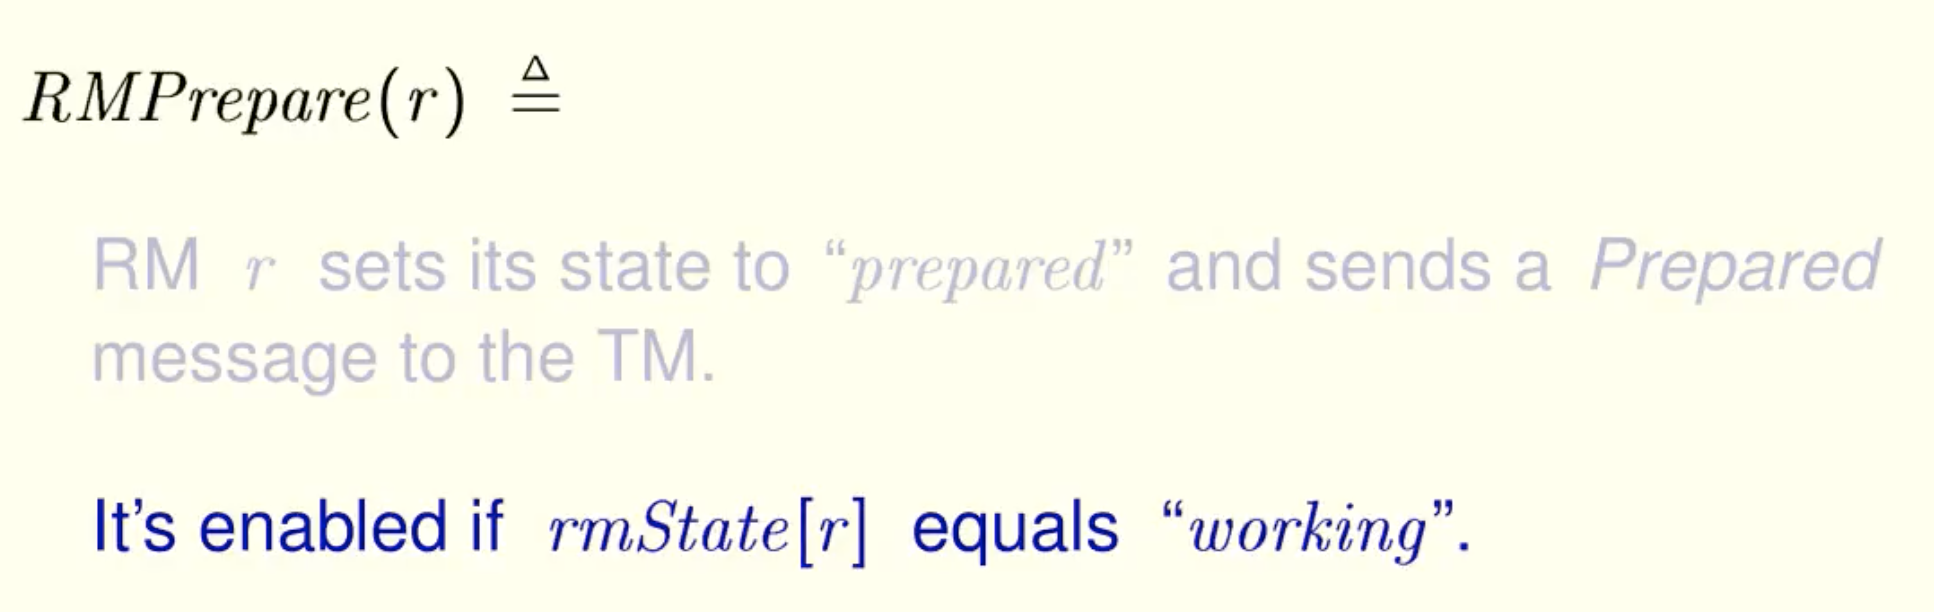 RMPrepare(r) ≜
RM r sets its state to “prepared” and sends a Prepared
message to the TM.
It’s enabled if rmState[r] equals “working”.